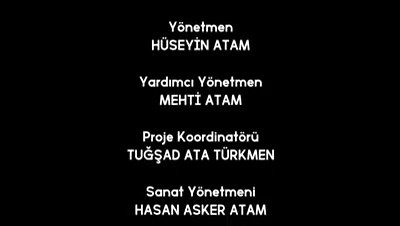 Yönetmen
HÜSEYİN ATAM
Yardımcı Yönetmen
MEHTİ ATAM
Proje Koordinatörü
TUĞŞAD ATA TÜRKMEN
Sanat Yönetmeni
HASAN ASKER ATAM